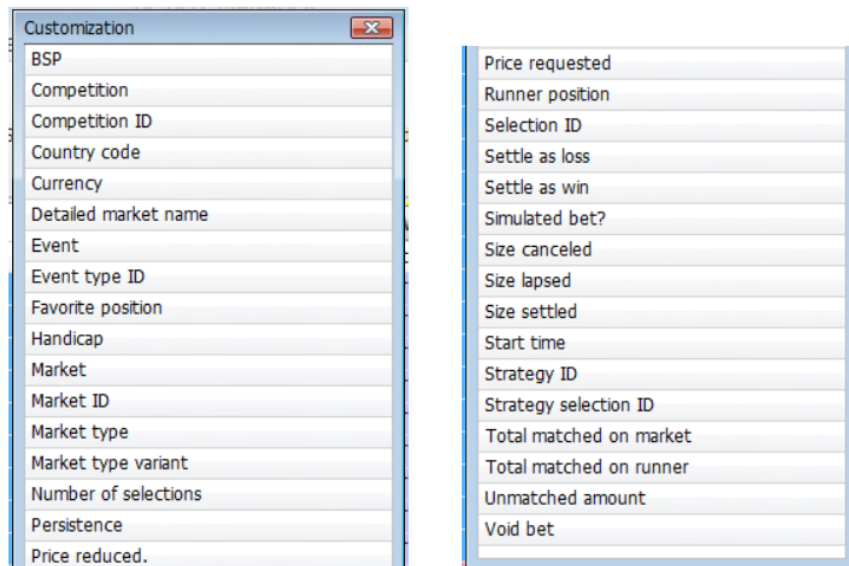 Customization
BSP
Competition
Competition ID
Country code
Currency
Detailed market name
Event
Event type ID
Favorite position
Handicap
Market
Market ID
Market type
Market type variant
Number of selections
Persistence
Price reduced.
Price requested
Runner position
Selection ID
Settle as loss
Settle as win
Simulated bet?
Size canceled
Size lapsed
Size settled
Start time
Strategy ID
Strategy selection ID
Total matched on market
Total matched on runner
Unmatched amount
Void bet